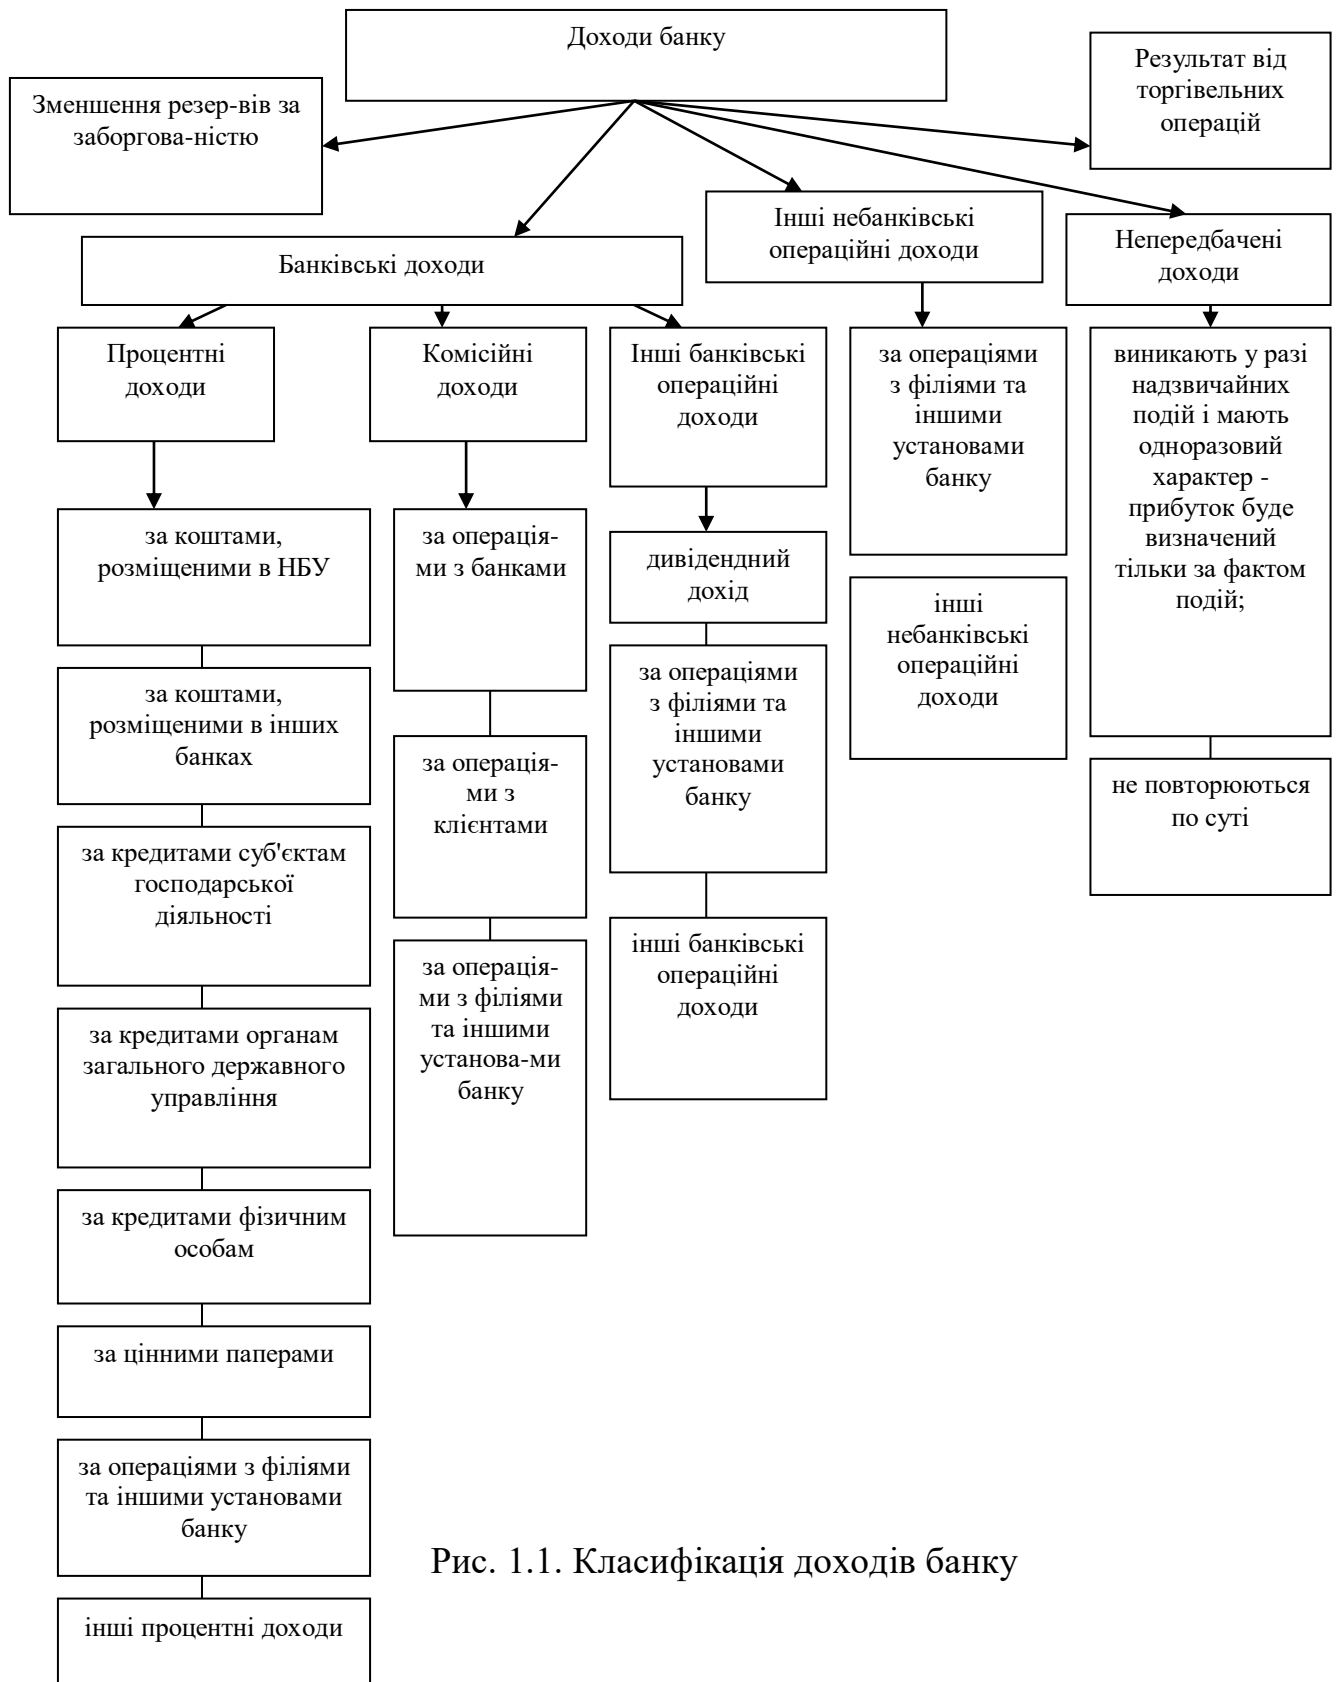 Доходи банку
Результат від
торгівельних
операцій
Зменшення резер-вів за
заборгова-ністю
Інші небанківські
операційні доходи
Непередбачені
доходи
Банківські доходи
Процентні
доходи
Комісійні
доходи
Інші банківські
операційні
доходи
за операціями
з філіями та
іншими
установами
банку
виникають у разі
надзвичайних
подій і мають
одноразовий
характер -
прибуток буде
визначений
тільки за фактом
подій;
за коштами,
розміщеними в НБУ
за операція-
ми з банками
дивідендний
дохід
інші
небанківські
операційні
доходи
за коштами,
розміщеними в інших
банках
за операція-
ми з
клієнтами
за операціями
з філіями та
іншими
установами
банку
не повторюються
по суті
за кредитами суб'єктам
господарської
діяльності
за операція-
ми з філіями
та іншими
установа-ми
банку
інші банківські
операційні
доходи
за кредитами органам
загального державного
управління
за кредитами фізичним
особам
за цінними паперами
за операціями з філіями
та іншими установами
банку
інші процентні доходи
Рис. 1.1. Класифікація доходів банку